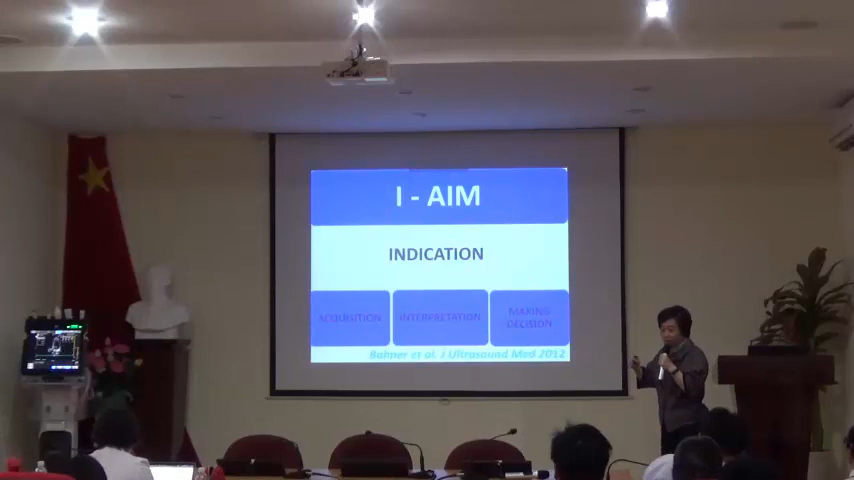 I - AIM
INDICATION
ACQUISITION
INTERPRETATION
MAKING
DECISION
Bahner et al. J Ultrasound Med 2012